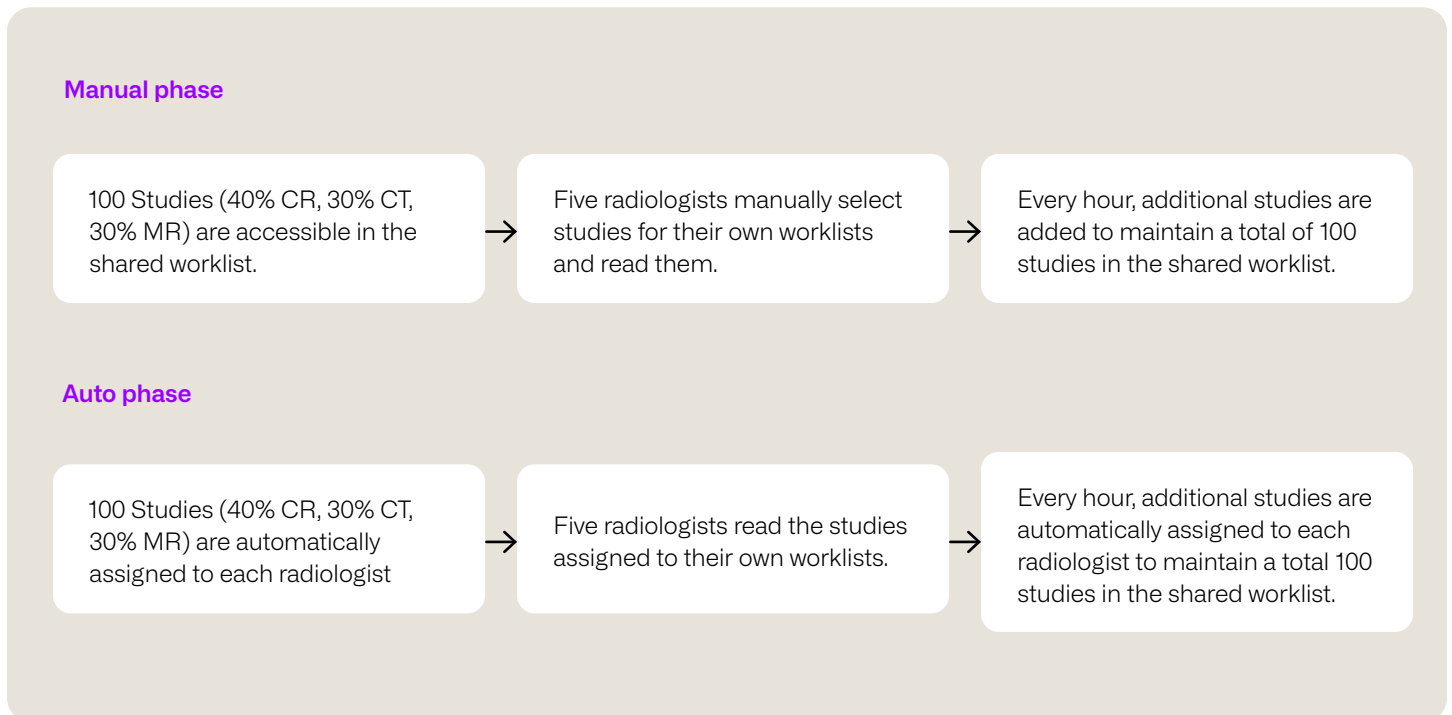 Manual phase
100 Studies (40% CR, 30% CT,
30% MR) are accessible in the
shared worklist.
Five radiologists manually select
studies for their own worklists
and read them.
Every hour, additional studies are
added to maintain a total of 100
studies in the shared worklist.
Auto phase
100 Studies (40% CR, 30% CT,
30% MR) are automatically
assigned to each radiologist
Five radiologists read the studies
assigned to their own worklists.
Every hour, additional studies are
automatically assigned to each
radiologist to maintain a total 100
studies in the shared worklist.